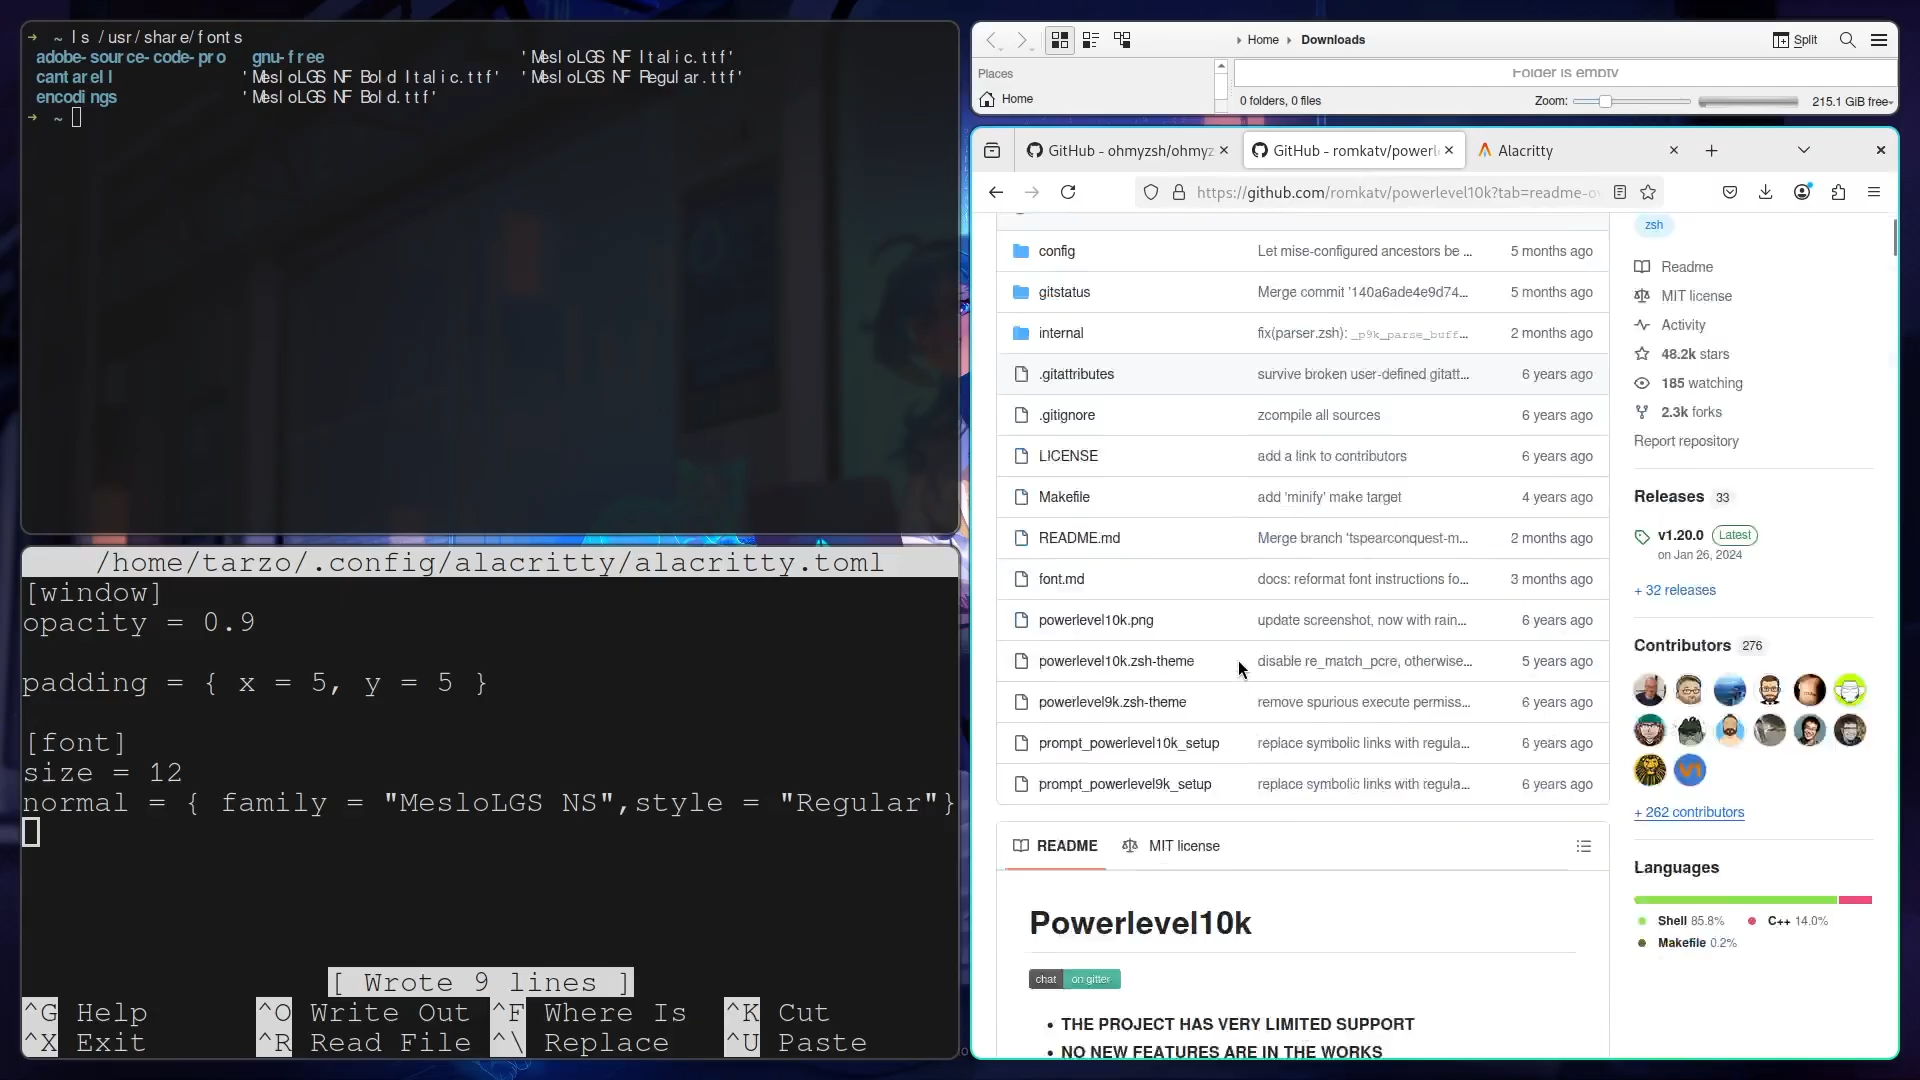 → ~ ls /usr/share/fonts
adobe-source-code-pro gnu-free 'MesloLGS NF Italic.ttf'
cantarell 'MesloLGS NF Bold Italic.ttf' 'MesloLGS NF Regular.ttf'
encodings 'MesloLGS NF Bold.ttf'
→ ~
/home/tarzo/.config/alacritty/alacritty.toml
[window]
opacity = 0.9
padding = { x = 5, y = 5 }
[font]
size = 12
normal = { family = "MesloLGS NS",style = "Regular"}
[ Wrote 9 lines ]
^G Help ^O Write Out ^F Where Is ^K Cut
^X Exit ^R Read File ^\ Replace ^U Paste
Home Downloads Split
Places
Folder is empty
Home
0 folders, 0 files Zoom: 215.1 GiB free
GitHub - ohmyzsh/ohmyz GitHub - romkatv/powerl Alacritty
https://github.com/romkatv/powerlevel10k?tab=readme-o
config Let mise-configured ancestors be ... 5 months ago
gitstatus Merge commit '140a6ade4e9d74... 5 months ago
internal fix(parser.zsh): _p9k_parse_buff... 2 months ago
.gitattributes survive broken user-defined gitatt... 6 years ago
.gitignore zcompile all sources 6 years ago
LICENSE add a link to contributors 6 years ago
Makefile add 'minify' make target 4 years ago
README.md Merge branch 'tspearconquest-m... 2 months ago
font.md docs: reformat font instructions fo... 3 months ago
powerlevel10k.png update screenshot, now with rain... 6 years ago
powerlevel10k.zsh-theme disable re_match_pcre, otherwise... 5 years ago
powerlevel9k.zsh-theme remove spurious execute permiss... 6 years ago
prompt_powerlevel10k_setup replace symbolic links with regula... 6 years ago
prompt_powerlevel9k_setup replace symbolic links with regula... 6 years ago
README MIT license
Powerlevel10k
chat on gitter
• THE PROJECT HAS VERY LIMITED SUPPORT
• NO NEW FEATURES ARE IN THE WORKS
zsh
Readme
MIT license
Activity
48.2k stars
185 watching
2.3k forks
Report repository
Releases 33
v1.20.0 Latest
on Jan 26, 2024
+ 32 releases
Contributors 276
+ 262 contributors
Languages
Shell 85.8% C++ 14.0%
Makefile 0.2%